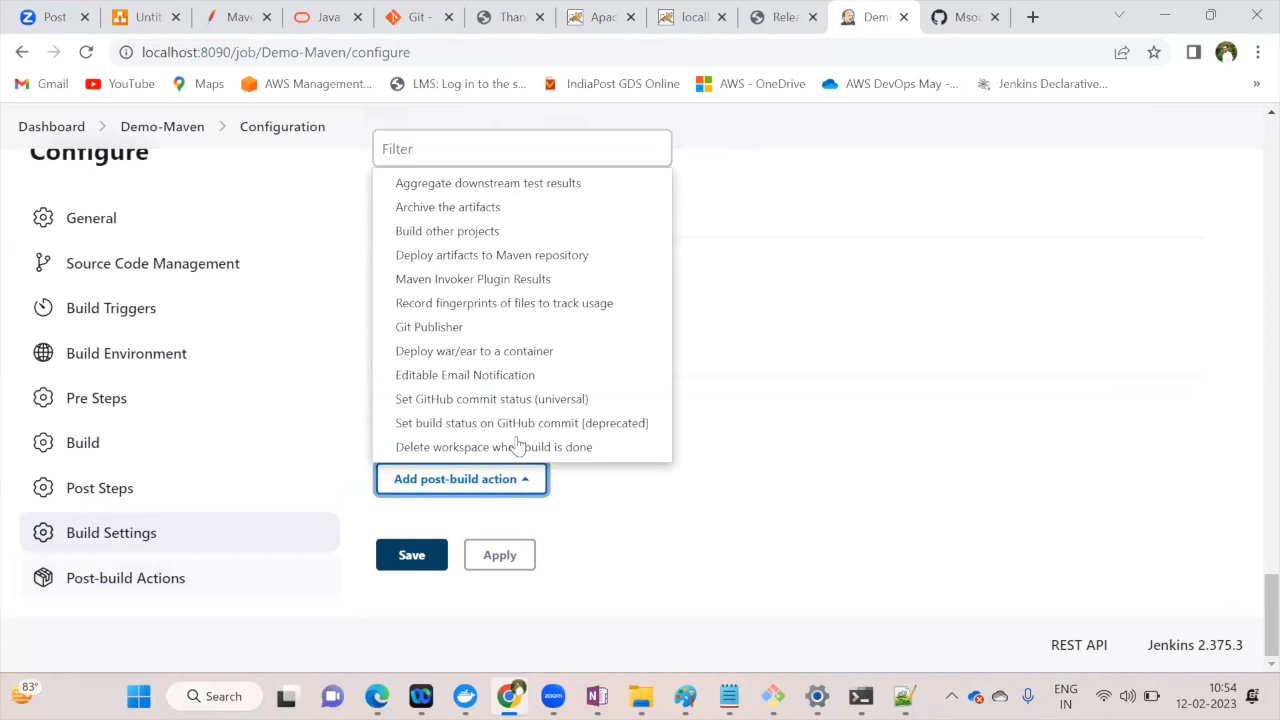 Post
Untit
Mave
Java
Git -
Than
Apac
locall
Relea
Demo
Msoc
localhost:8090/job/Demo-Maven/configure
Gmail
YouTube
Maps
AWS Management...
LMS: Log in to the s...
IndiaPost GDS Online
AWS - OneDrive
AWS DevOps May -...
Jenkins Declarative...
»
Dashboard > Demo-Maven > Configuration
Configure
General
Source Code Management
Build Triggers
Build Environment
Pre Steps
Build
Post Steps
Build Settings
Post-build Actions
Filter
Aggregate downstream test results
Archive the artifacts
Build other projects
Deploy artifacts to Maven repository
Maven Invoker Plugin Results
Record fingerprints of files to track usage
Git Publisher
Deploy war/ear to a container
Editable Email Notification
Set GitHub commit status (universal)
Set build status on GitHub commit [deprecated]
Delete workspace when build is done
Add post-build action
Save
Apply
REST API
Jenkins 2.375.3
83°
Search
zoom
ENG
IN
10:54
12-02-2023